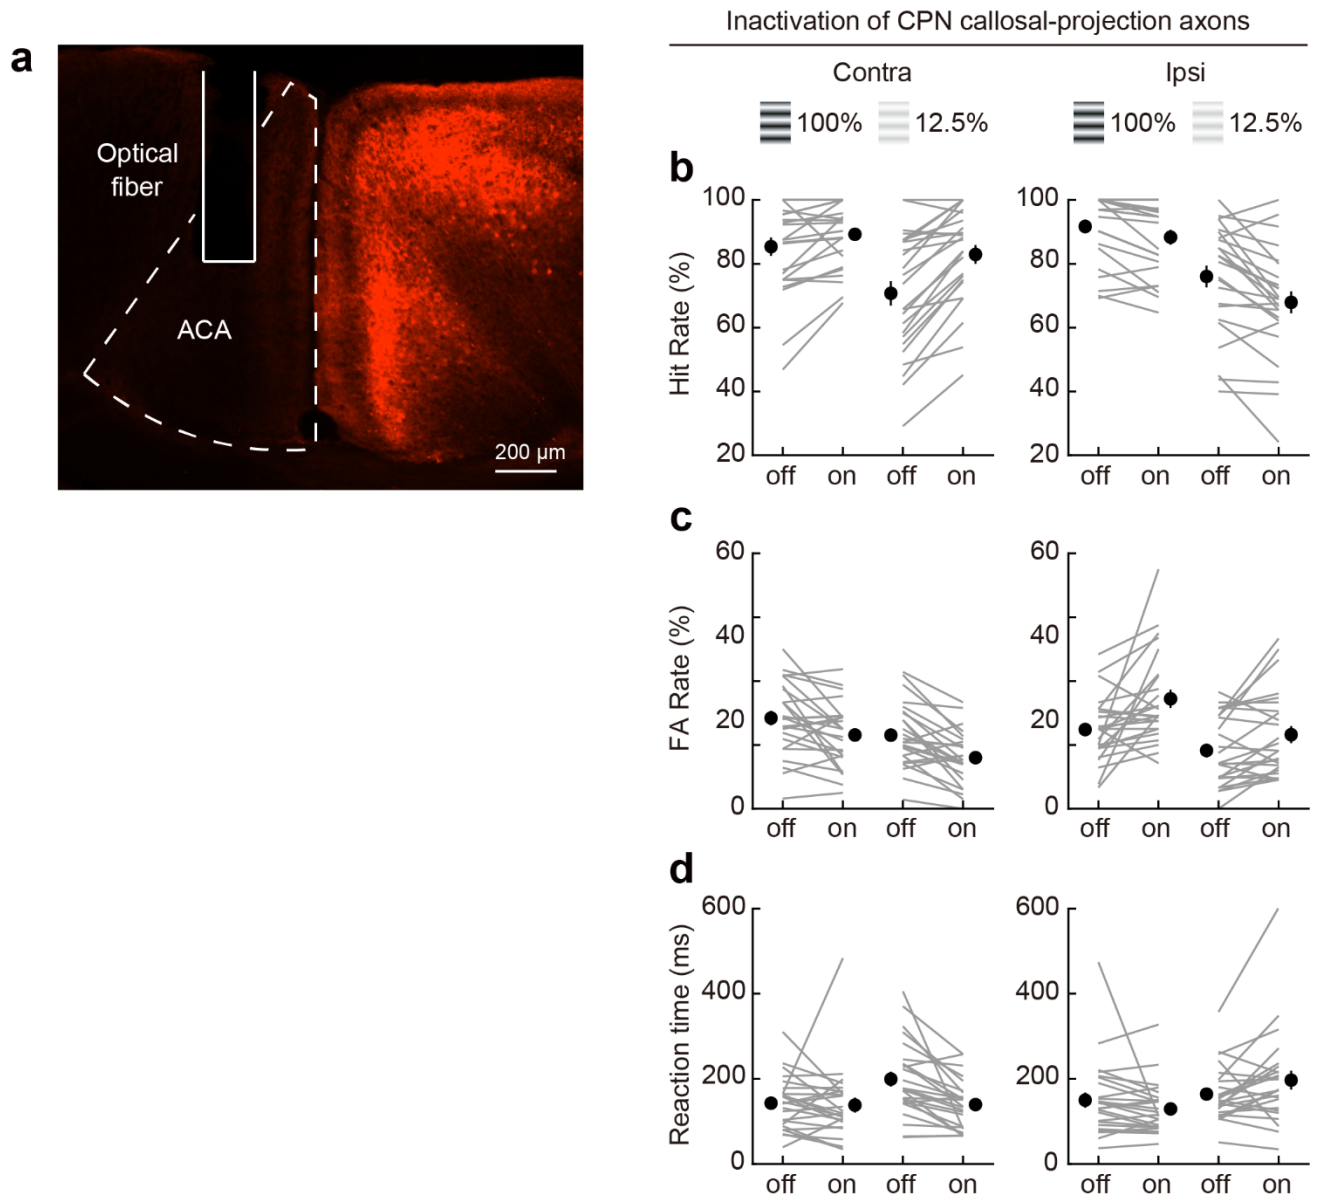 Inactivation of CPN callosal-projection axons
a
Contra
Ipsi
100%
12.5%
100%
12.5%
Optical
fiber
ACA
200 µm
b
Hit Rate (%)
100
80
60
40
20
off on off on
100
80
60
40
20
off on off on
c
FA Rate (%)
60
40
20
0
off on off on
60
40
20
0
off on off on
d
Reaction time (ms)
600
400
200
0
off on off on
600
400
200
0
off on off on